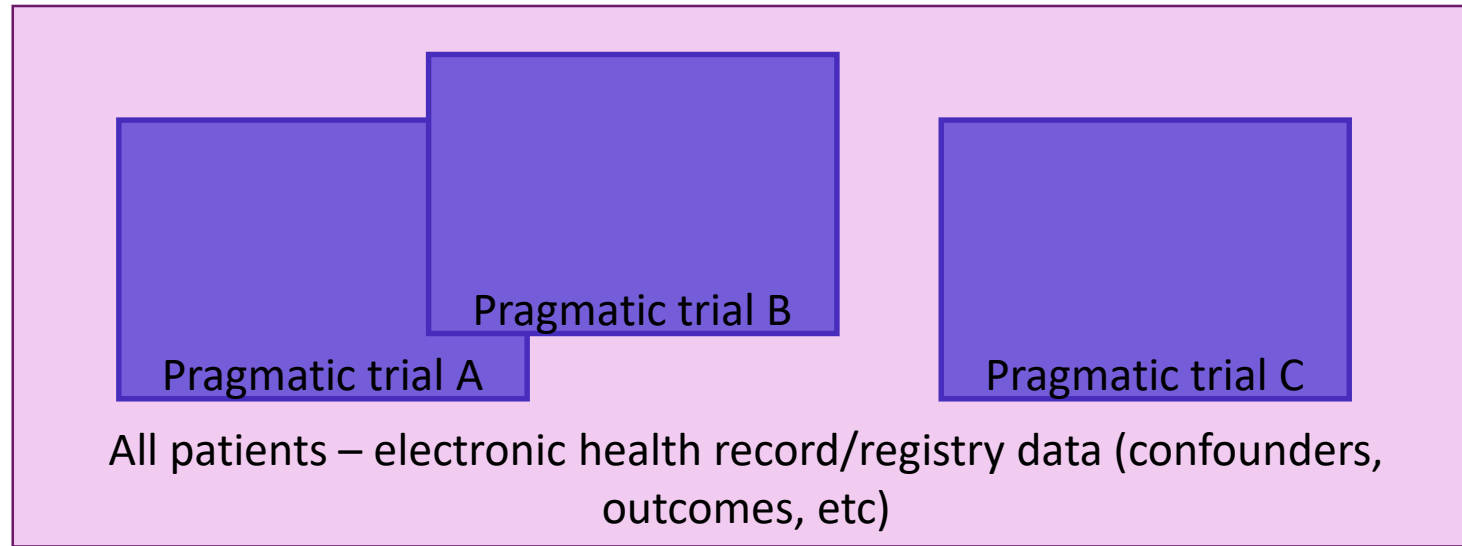 Pragmatic trial B
Pragmatic trial A
Pragmatic trial C
All patients – electronic health record/registry data (confounders,
outcomes, etc)